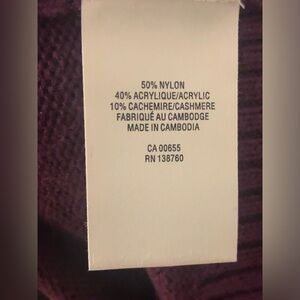 50% NYLON
40% ACRYLIQUE/ACRYLIC
10% CACHEMIRE/CASHMERE
FABRIQUÉ AU CAMBODGE
MADE IN CAMBODIA
CA 00655
RN 138760